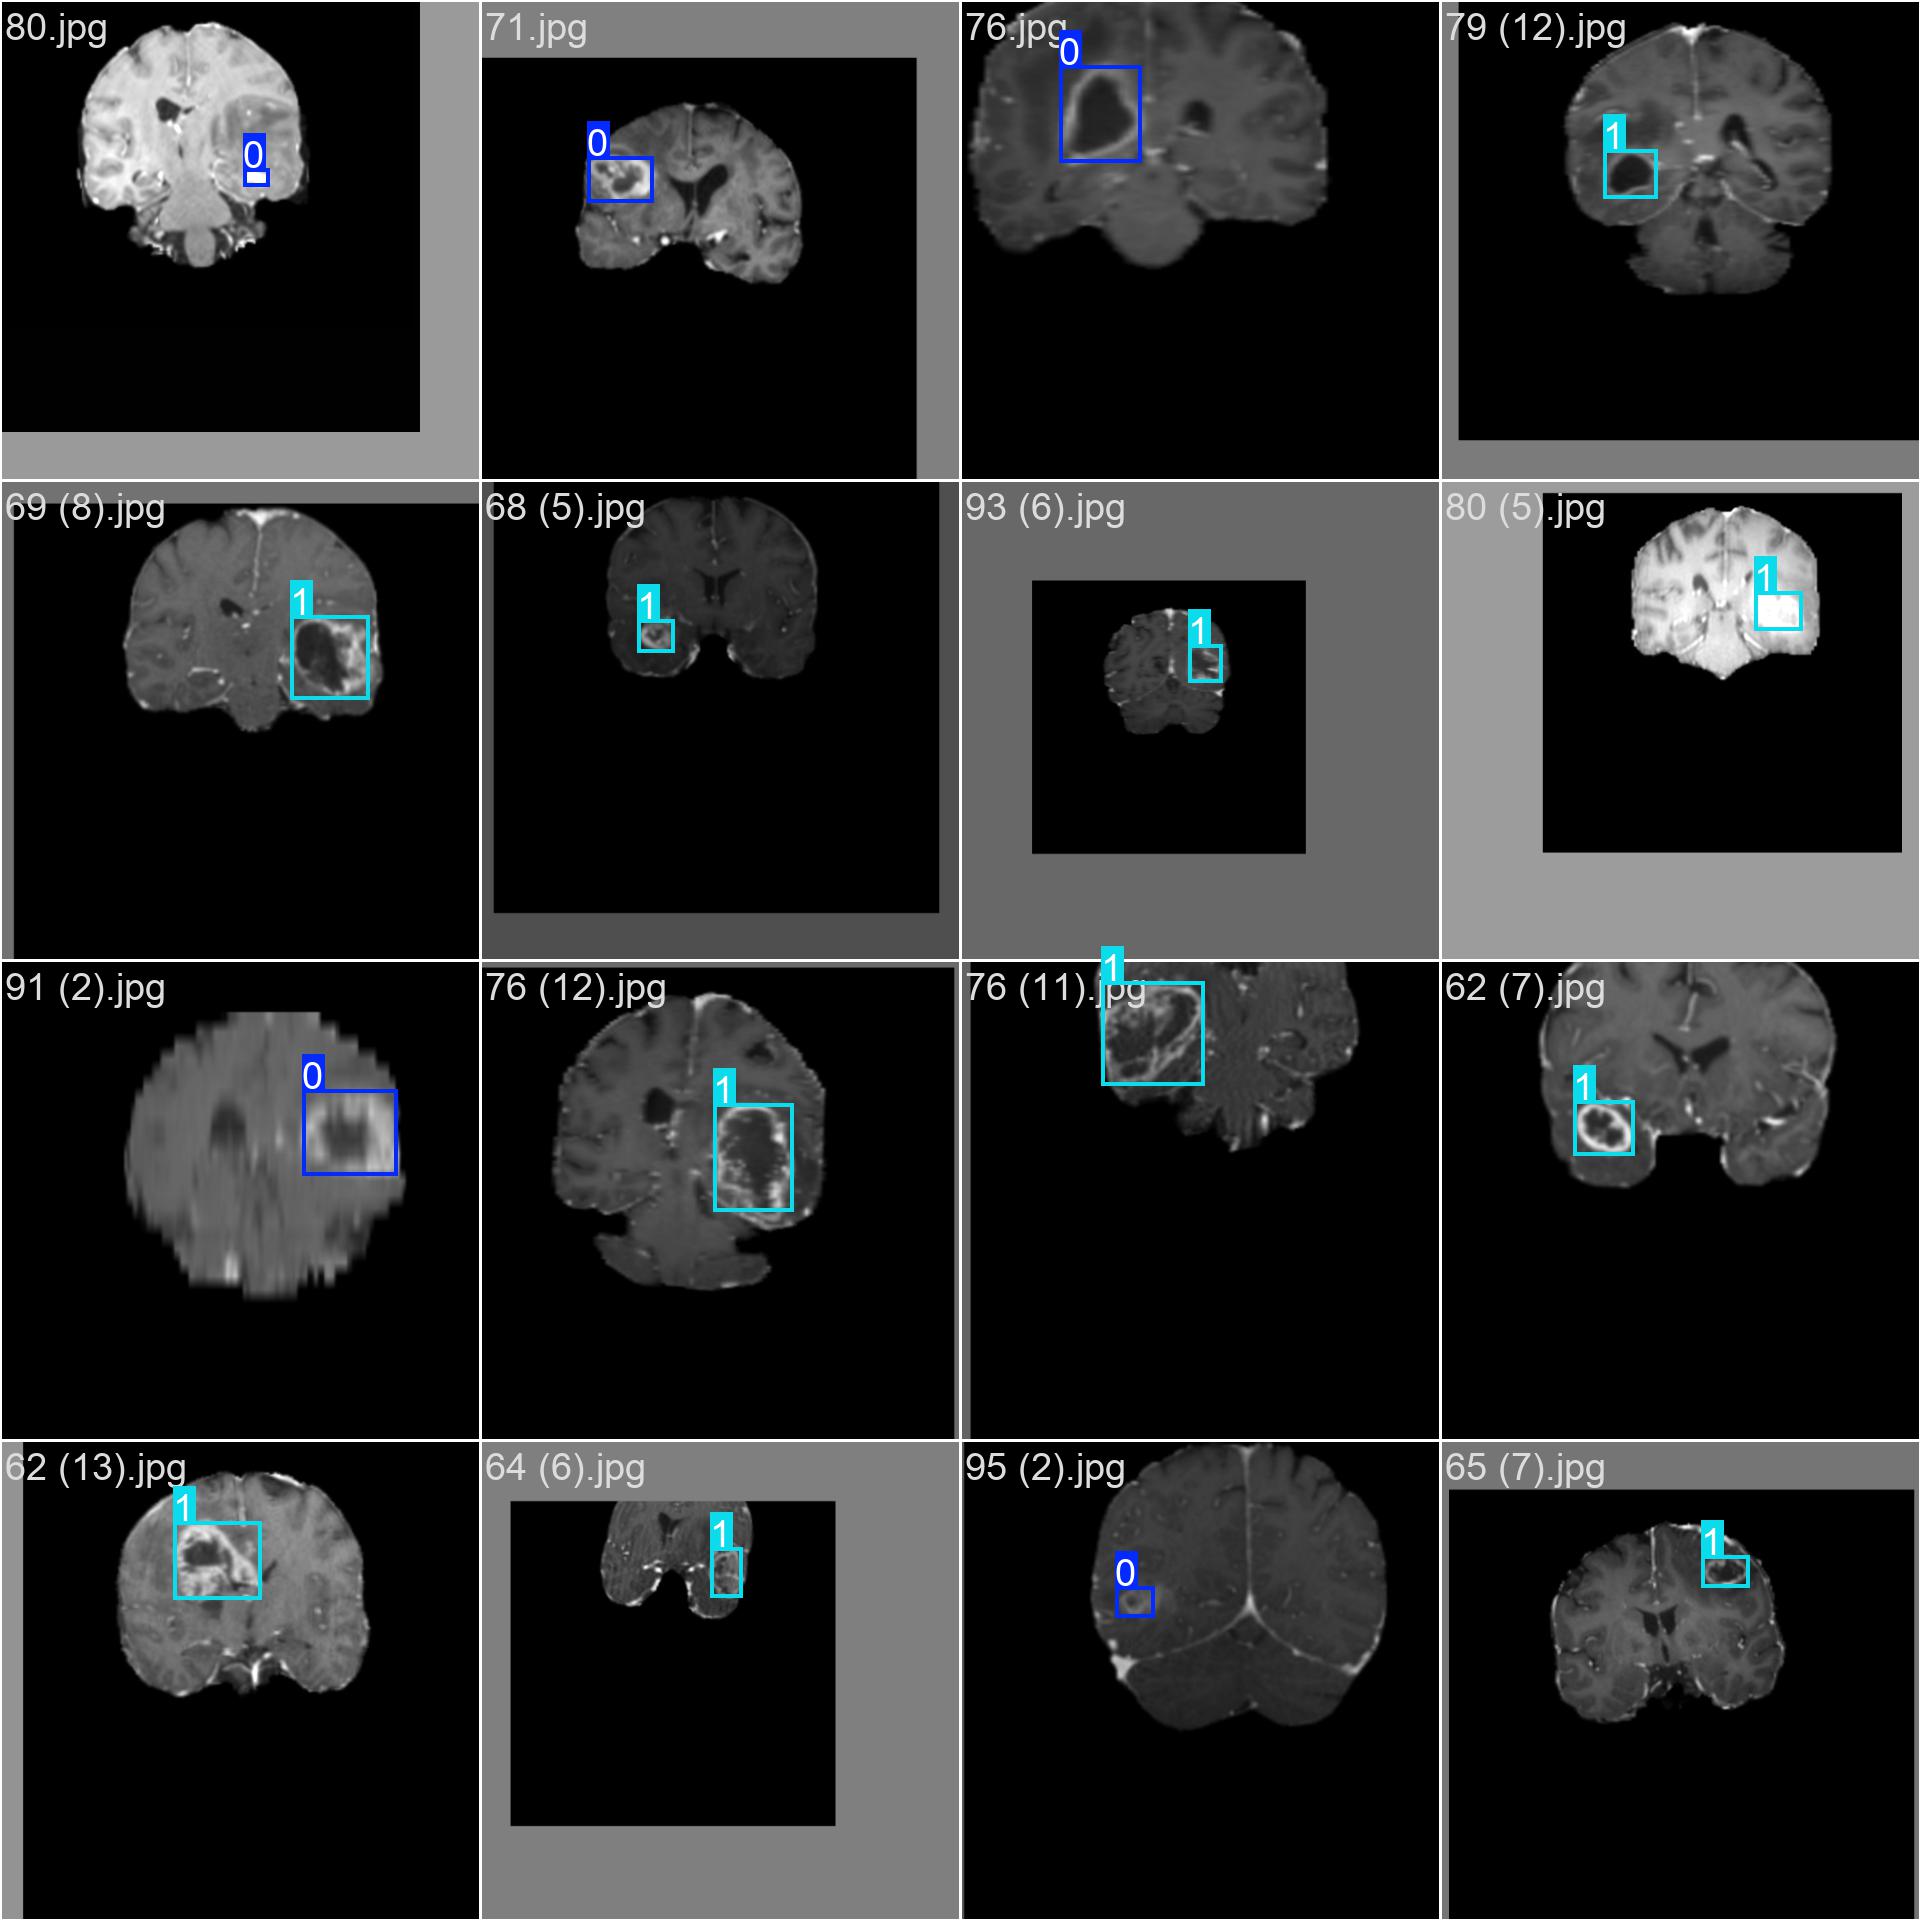 80.jpg
0
71.jpg
0
76.jpg
0
79 (12).jpg
1
69 (8).jpg
1
68 (5).jpg
1
93 (6).jpg
1
80 (5).jpg
1
91 (2).jpg
0
76 (12).jpg
1
76 (11).jpg
1
62 (7).jpg
1
62 (13).jpg
1
64 (6).jpg
1
95 (2).jpg
0
65 (7).jpg
1